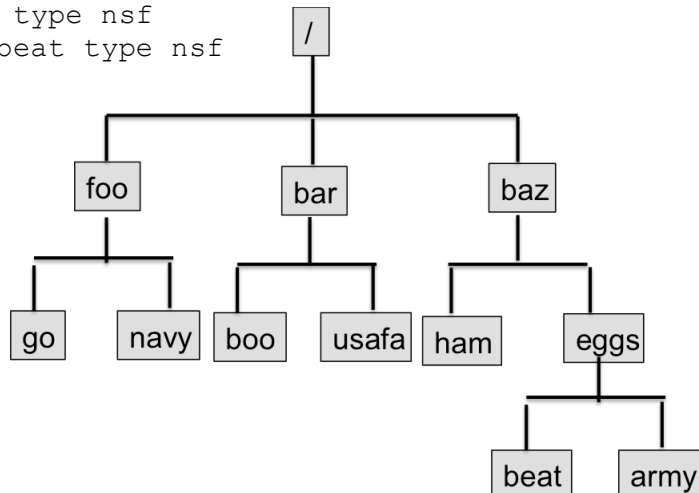 type nsf
beat type nsf
/
foo bar baz
go navy boo usafa ham eggs
beat army